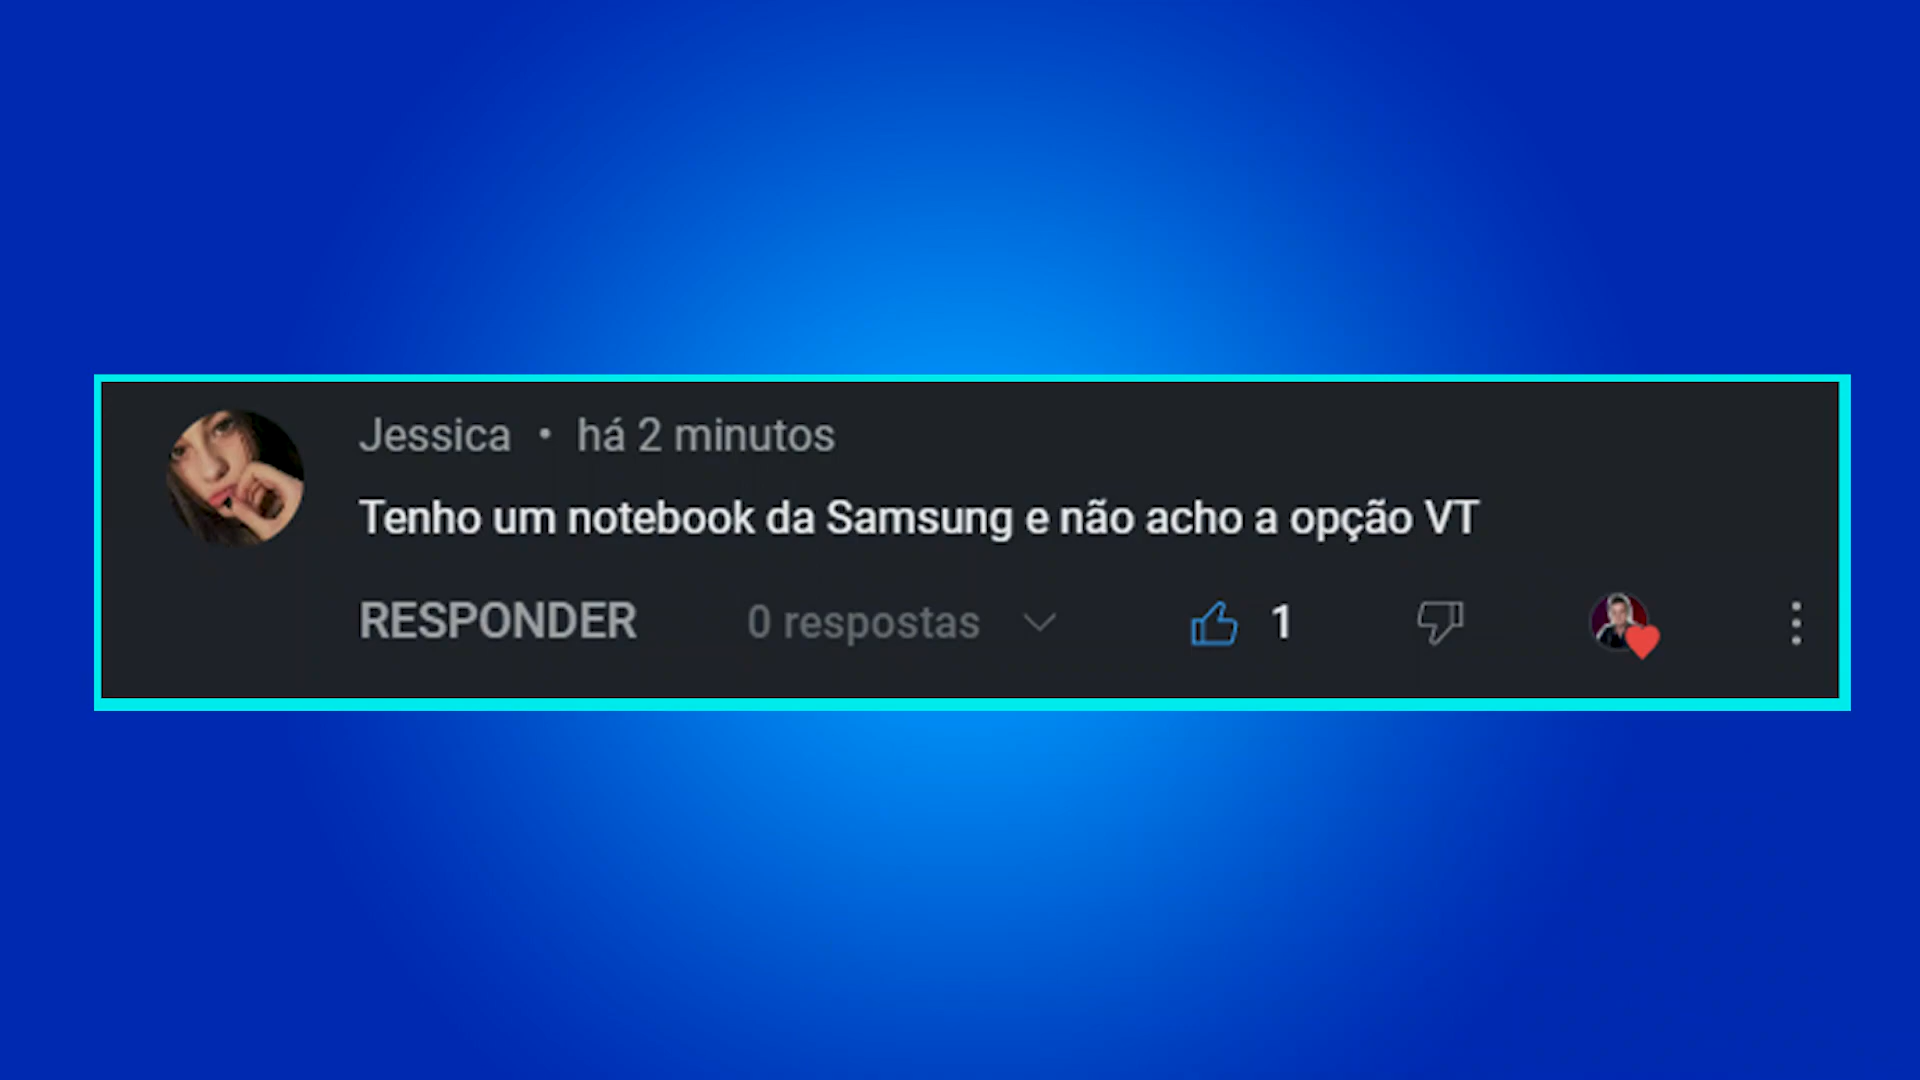 Jessica • há 2 minutos
Tenho um notebook da Samsung e não acho a opção VT
RESPONDER 0 respostas 1